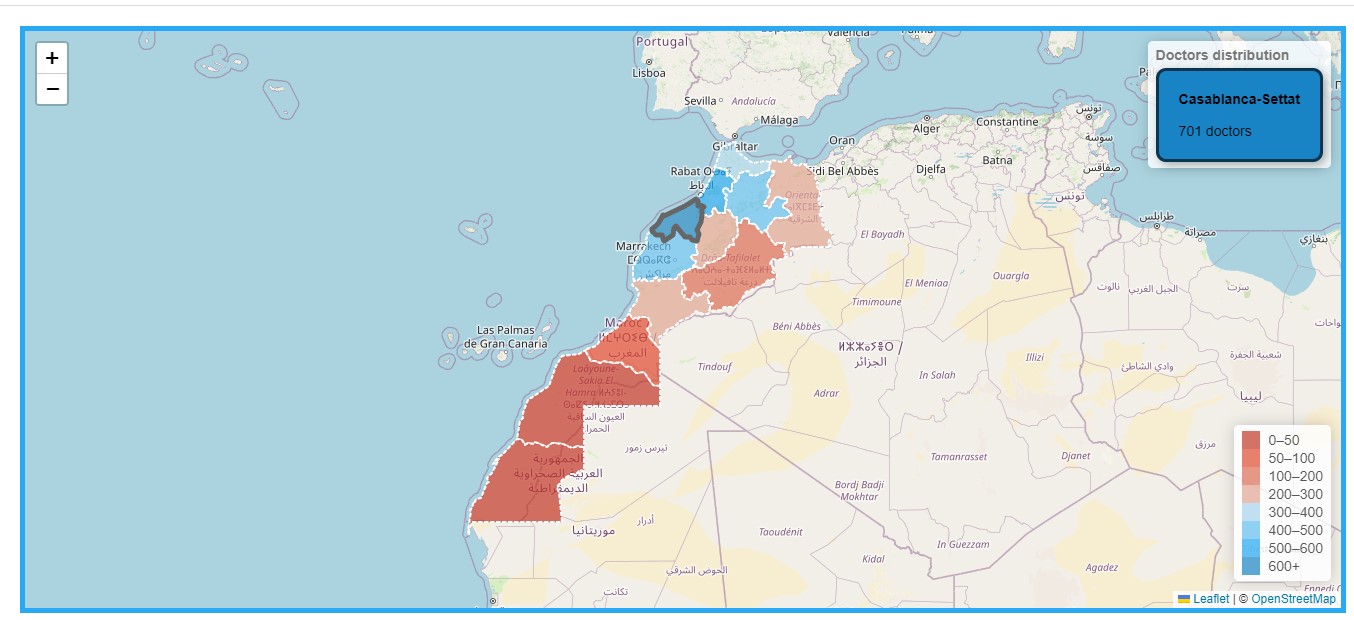 +
−
Doctors distribution
Casablanca-Settat
701 doctors
Portugal
Lisboa
Sevilla
Andalucía
Málaga
Gibraltar
València
Oran
Alger
Constantine
Batna
Sidi Bel Abbès
Djelfa
تونس
سوسة
صفاقس
تونس
طرابلس
مصراتة
بنغازي
Rabat
الرباط
الشرقية
Marrakech
مراكش
Drâa-Tafilalet
درعة تافيلالت
El Bayadh
El Meniaa
Ouargla
Timimoune
نالوت
الجبل الغربي
سرت
Las Palmas
de Gran Canaria
Maroc
المغرب
Béni Abbès
الجزائر
Tindouf
Adrar
In Salah
Illizi
وادي الشاطئ
شعبية الجفرة
ليبيا
Laâyoune-
Sakia El
Hamra
العيون الساقية
الحمراء
تيرس زمور
الجمهورية
العربية الصحراوية
الديمقراطية
موريتانيا
أدرار
Tamanrasset
Djanet
مرزق
Bordj Badji
Mokhtar
Taoudénit
In Guezzam
Kidal
Agadez
الحوض الشرقي
تكانت
0–50
50–100
100–200
200–300
300–400
400–500
500–600
600+
Leaflet | © OpenStreetMap